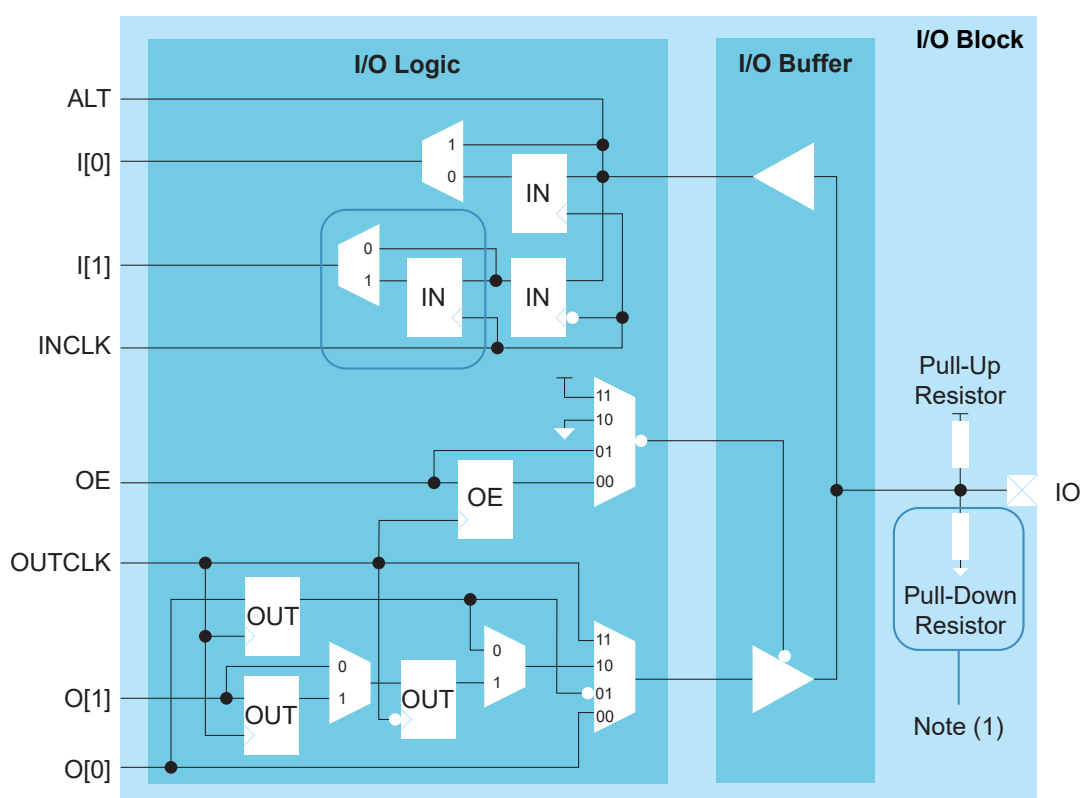 I/O Block
I/O Logic
I/O Buffer
ALT
I[0]
1
0
IN
I[1]
0
1
IN
IN
INCLK
Pull-Up
Resistor
11
10
01
00
OE
OE
IO
OUTCLK
OUT
Pull-Down
Resistor
0
1
0
1
11
10
01
00
O[1]
OUT
OUT
Note (1)
O[0]